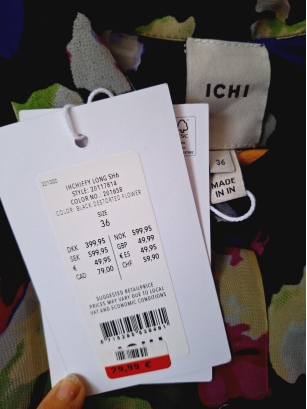 ICHI
36
MADE
IN IN
IHCHIFFY LONG SH6
STYLE: 20117814
COLOR NO.: 201658
COLOR: BLACK DISTORTED FLOWER
SIZE
36
DKK 399,95 NOK 599,95
SEK 599,95 GBP 49,99
€ 49,95 € ES 49,95
CAD 79,00 CHF 59,90
SUGGESTED RETAILPRICE
PRICES MAY VARY DUE TO LOCAL
VAT AND ECONOMIC CONDITIONS
29,99 €